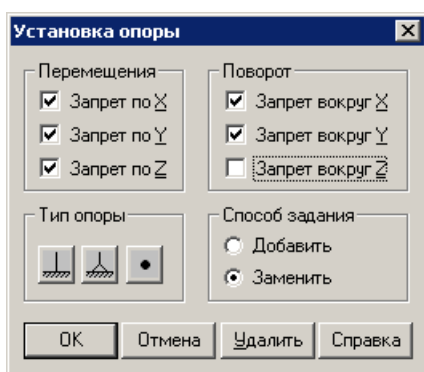 Установка опоры
Перемещения
Запрет по X
Запрет по Y
Запрет по Z
Поворот
Запрет вокруг X
Запрет вокруг Y
Запрет вокруг Z
Тип опоры
Способ задания
Добавить
Заменить
OK
Отмена
Удалить
Справка